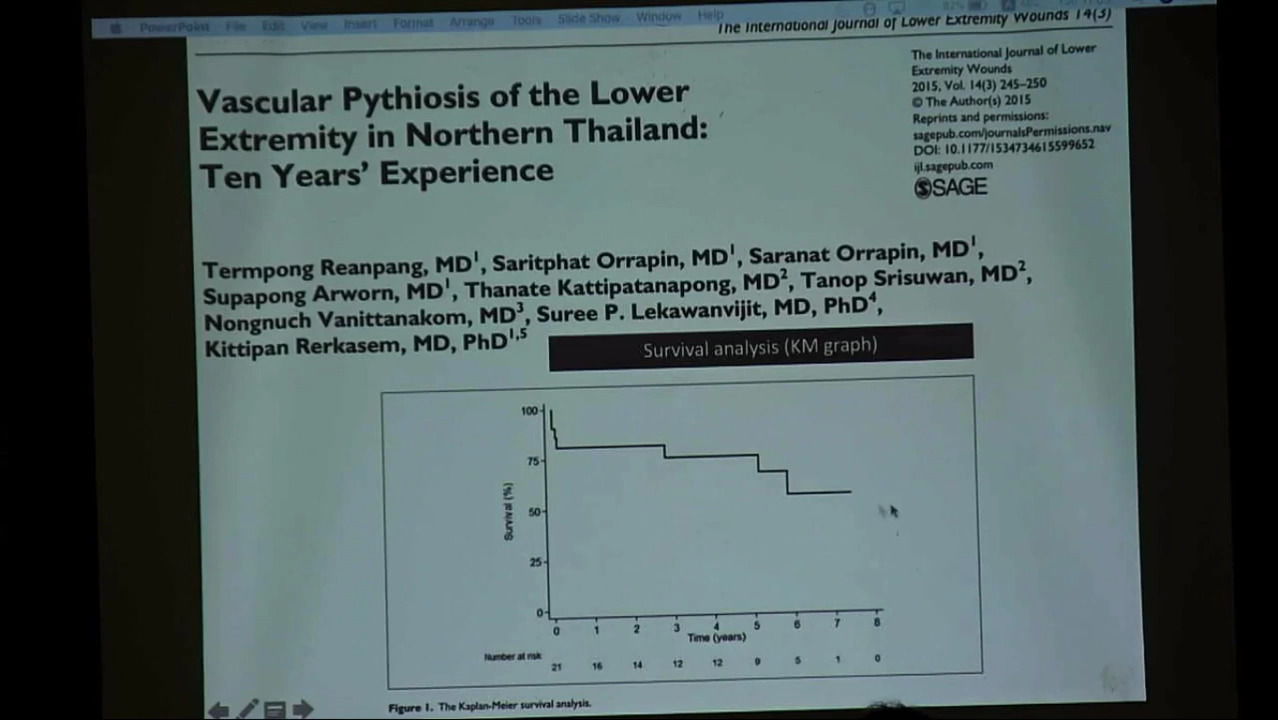 PowerPoint File Edit View Insert Format Arrange Tools Slide Show Window Help
The International Journal of Lower Extremity Wounds 14(3)
Vascular Pythiosis of the Lower
Extremity in Northern Thailand:
Ten Years' Experience
The International Journal of Lower
Extremity Wounds
2015, Vol. 14(3) 245–250
© The Author(s) 2015
Reprints and permissions:
sagepub.com/journalsPermissions.nav
DOI: 10.1177/1534734615599652
ijl.sagepub.com
SAGE
Termpong Reanpang, MD1, Saritphat Orrapin, MD1, Saranat Orrapin, MD1,
Supapong Arworn, MD1, Thanate Kattipatanapong, MD2, Tanop Srisuwan, MD2,
Nongnuch Vanittanakom, MD3, Suree P. Lekawanvijit, MD, PhD4,
Kittipan Rerkasem, MD, PhD1,5
Survival analysis (KM graph)
100
75
50
25
0
Survival (%)
0 1 2 3 4 5 6 7 8
Time (years)
Number at risk
21 16 14 12 12 9 5 1 0
Figure 1. The Kaplan-Meier survival analysis.